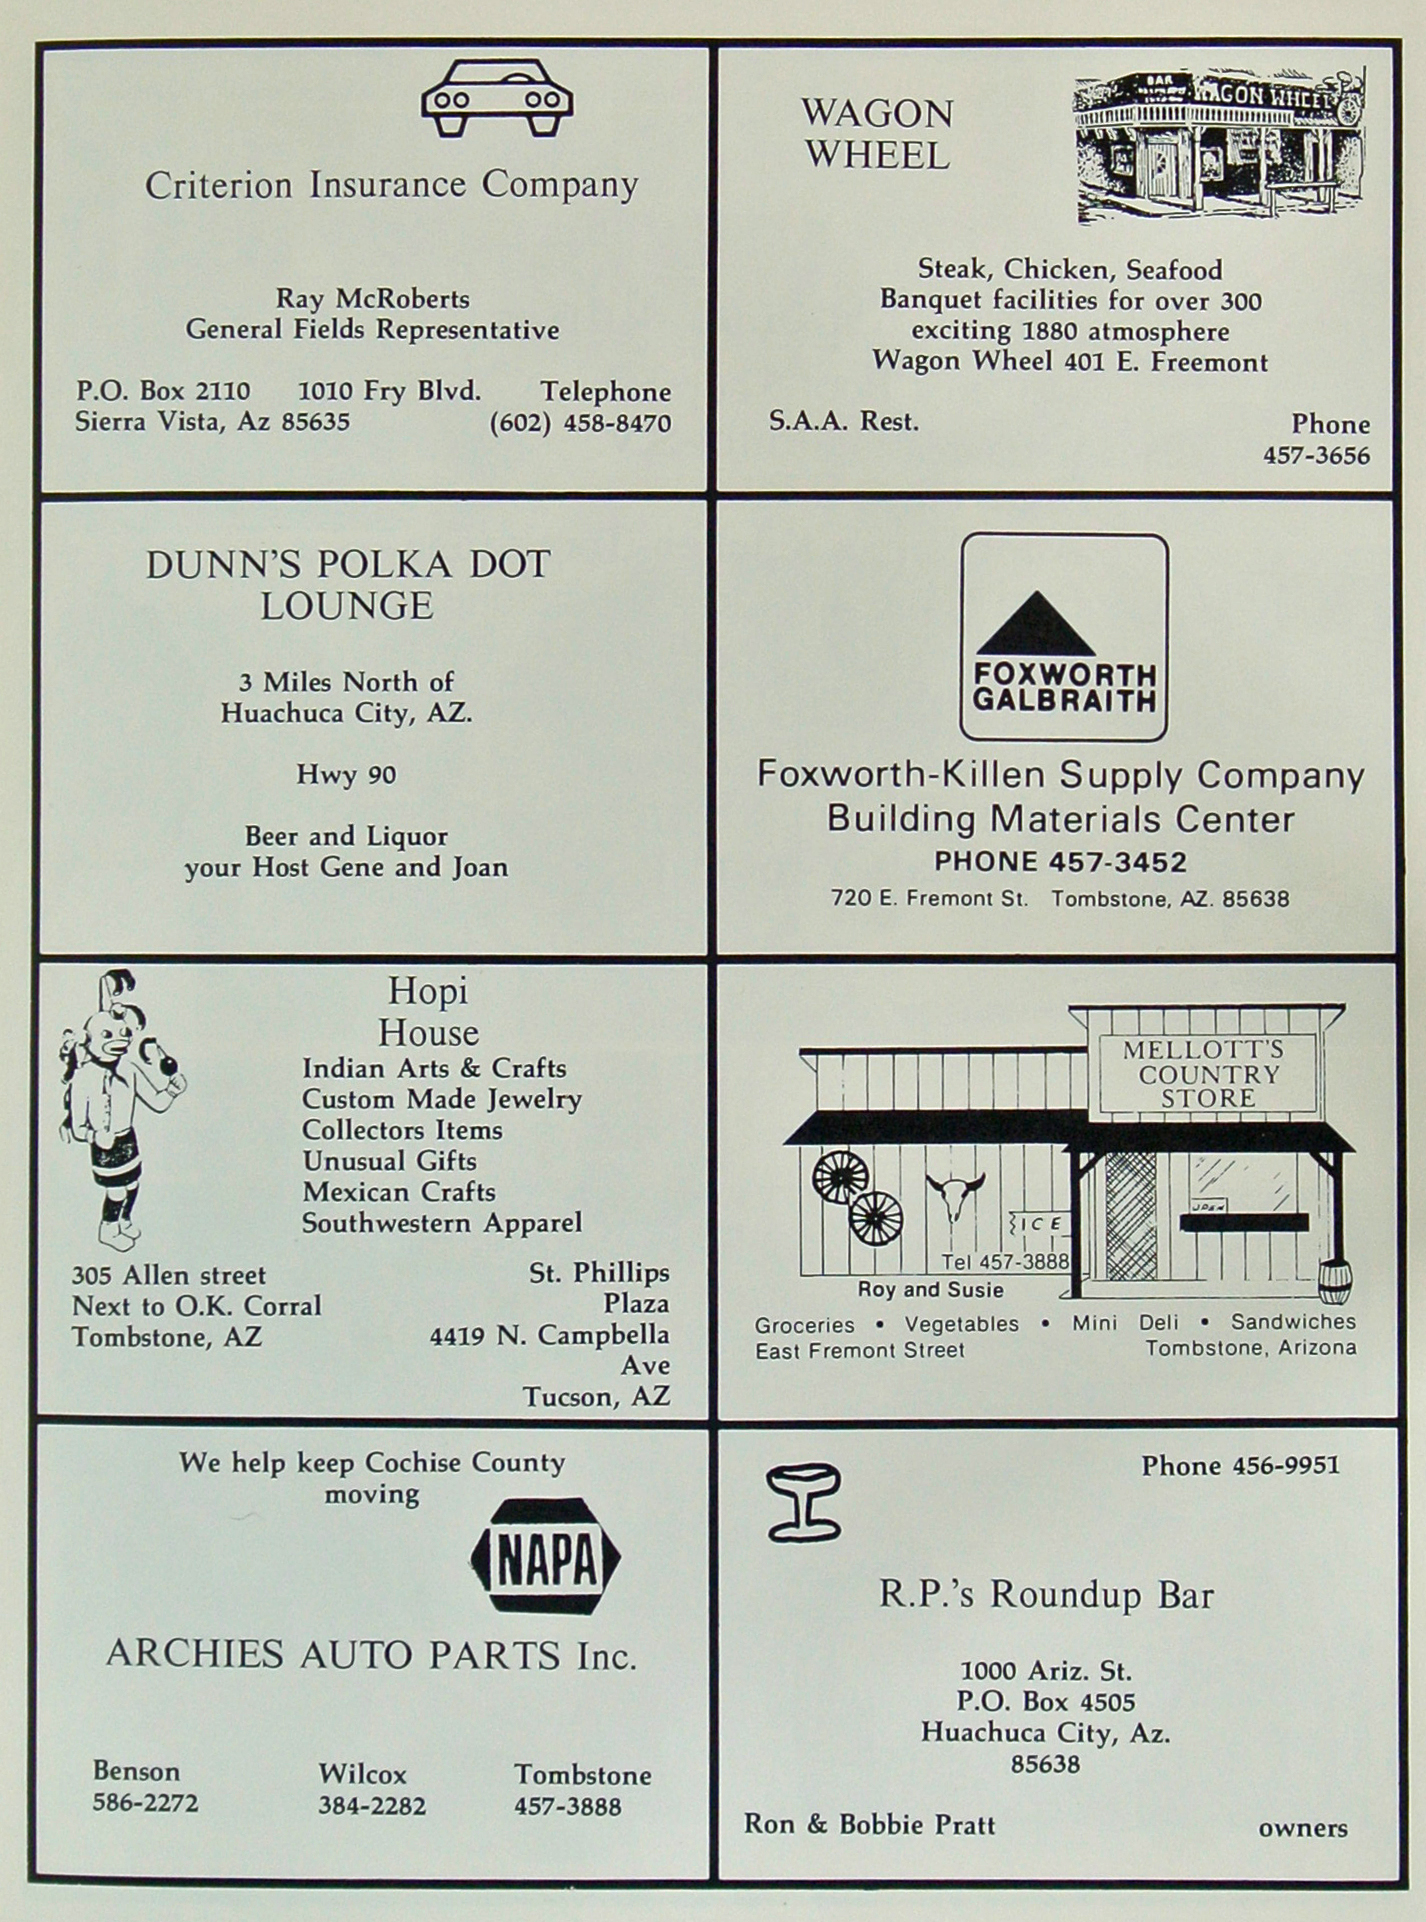 Criterion Insurance Company
Ray McRoberts
General Fields Representative
P.O. Box 2110 1010 Fry Blvd. Telephone
Sierra Vista, Az 85635 (602) 458-8470
WAGON
WHEEL
BAR
WAGON WHEEL
Steak, Chicken, Seafood
Banquet facilities for over 300
exciting 1880 atmosphere
Wagon Wheel 401 E. Freemont
S.A.A. Rest. Phone
457-3656
DUNN'S POLKA DOT
LOUNGE
3 Miles North of
Huachuca City, AZ.
Hwy 90
Beer and Liquor
your Host Gene and Joan
FOXWORTH
GALBRAITH
Foxworth-Killen Supply Company
Building Materials Center
PHONE 457-3452
720 E. Fremont St. Tombstone, AZ. 85638
Hopi
House
Indian Arts & Crafts
Custom Made Jewelry
Collectors Items
Unusual Gifts
Mexican Crafts
Southwestern Apparel
305 Allen street
Next to O.K. Corral
Tombstone, AZ
St. Phillips
Plaza
4419 N. Campbella
Ave
Tucson, AZ
MELLOTT'S
COUNTRY
STORE
OPEN
ICE
Tel 457-3888
Roy and Susie
Groceries • Vegetables • Mini Deli • Sandwiches
East Fremont Street Tombstone, Arizona
We help keep Cochise County
moving
NAPA
ARCHIES AUTO PARTS Inc.
Benson Wilcox Tombstone
586-2272 384-2282 457-3888
Phone 456-9951
R.P.'s Roundup Bar
1000 Ariz. St.
P.O. Box 4505
Huachuca City, Az.
85638
Ron & Bobbie Pratt owners